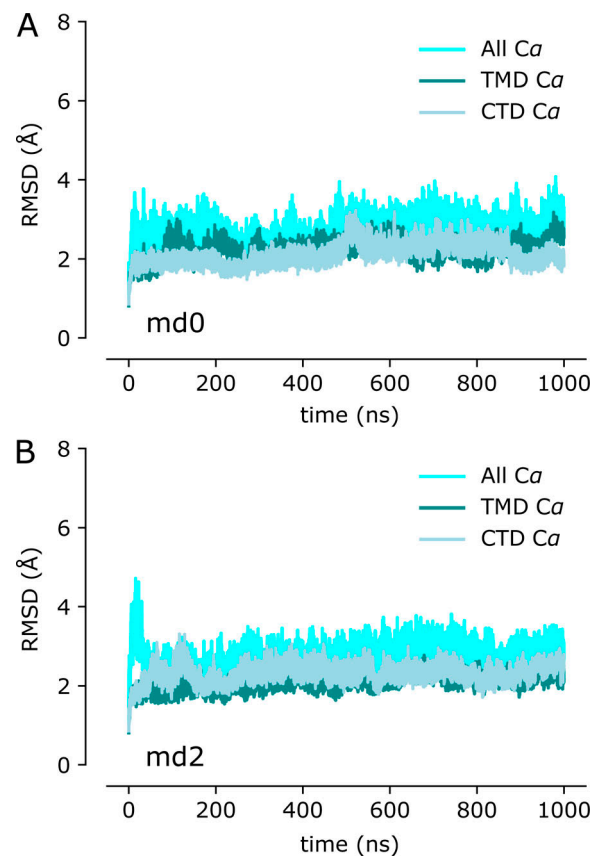 A
8
6
4
2
0
RMSD (Å)
All Cα
TMD Cα
CTD Cα
md0
0 200 400 600 800 1000
time (ns)
B
8
6
4
2
0
RMSD (Å)
All Cα
TMD Cα
CTD Cα
md2
0 200 400 600 800 1000
time (ns)